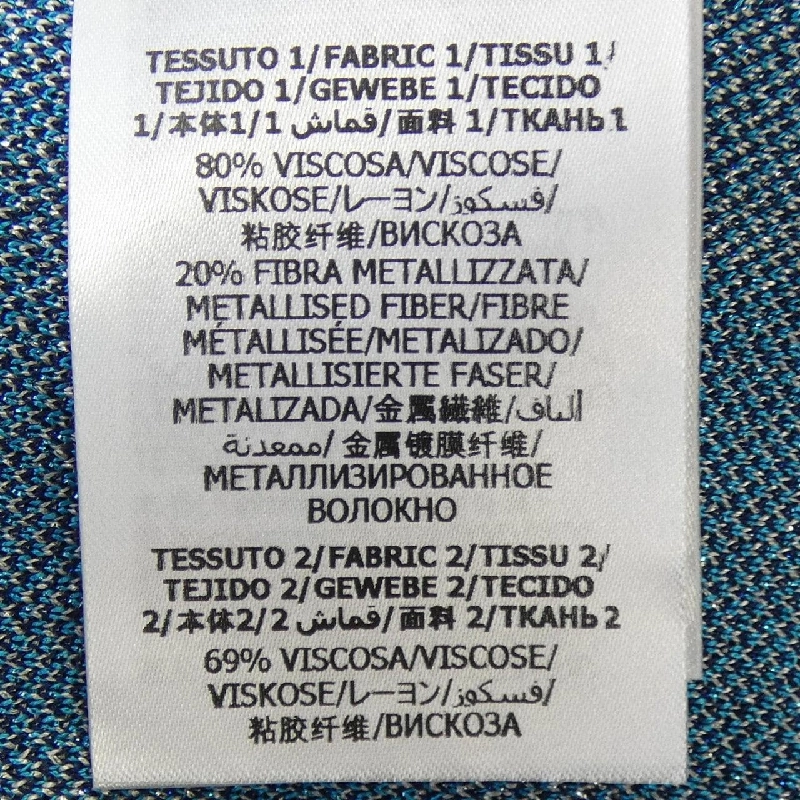 TESSUTO 1/FABRIC 1/TISSU 1/
TEJIDO 1/GEWEBE 1/TECIDO
1/本体1/1 قماش/面料 1/ТКАНЬ 1
80% VISCOSA/VISCOSE/
VISKOSE/レーヨン/فسكوز/
粘胶纤维/ВИСКОЗА
20% FIBRA METALLIZZATA/
METALLISED FIBER/FIBRE
MÉTALLISÉE/METALIZADO/
METALLISIERTE FASER/
METALIZADA/金属繊維/ألياف
ممعدنة/金属镀膜纤维/
МЕТАЛЛИЗИРОВАННОЕ
ВОЛОКНО
TESSUTO 2/FABRIC 2/TISSU 2/
TEJIDO 2/GEWEBE 2/TECIDO
2/本体2/2 قماش/面料 2/ТКАНЬ 2
69% VISCOSA/VISCOSE/
VISKOSE/レーヨン/فسكوز/
粘胶纤维/ВИСКОЗА